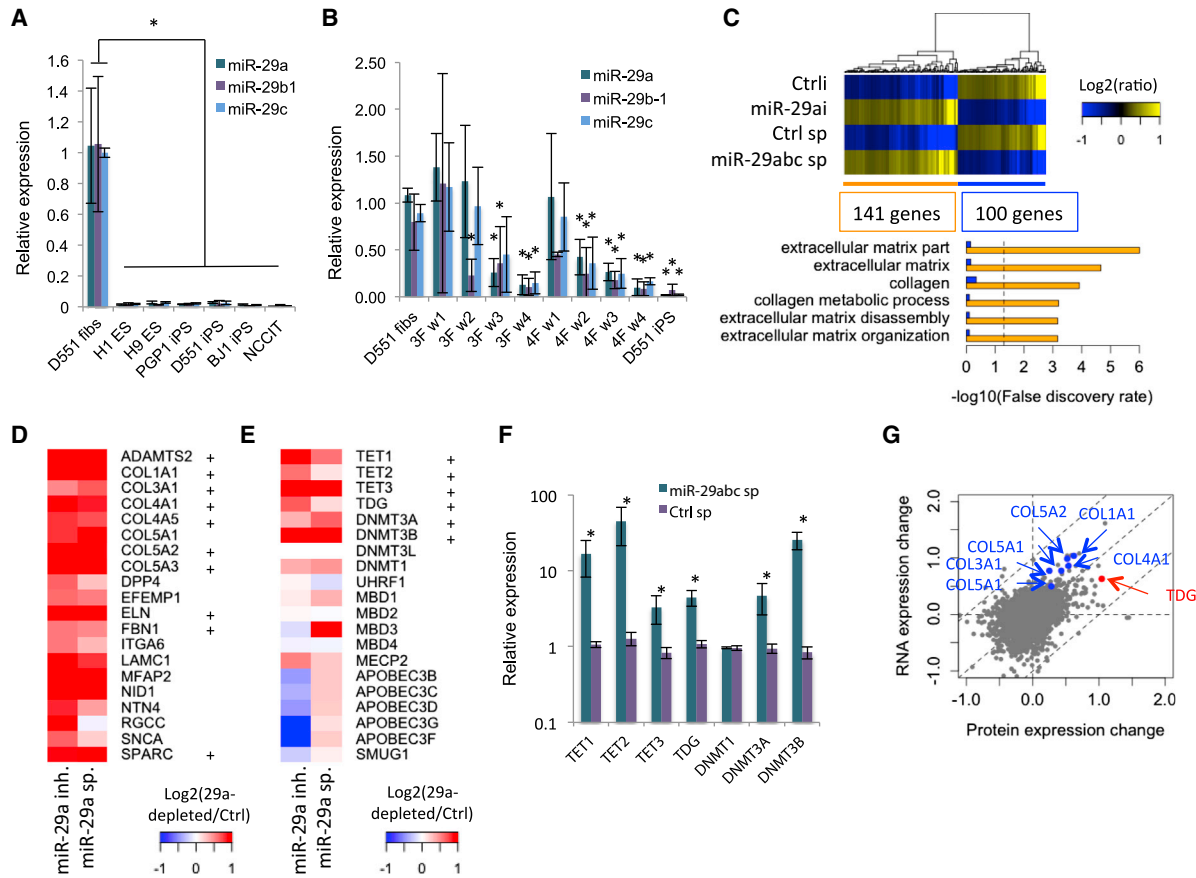 A
*
Relative expression
1.6
1.4
1.2
1
0.8
0.6
0.4
0.2
0
miR-29a
miR-29b1
miR-29c
D551 fibs
H1 ES
H9 ES
PGP1 iPS
D551 iPS
BJ1 iPS
NCCIT
B
Relative expression
2.50
2.00
1.50
1.00
0.50
0.00
miR-29a
miR-29b-1
miR-29c
* * * * * * * * * * * * * * * * * * *
D551 fibs
3F w1
3F w2
3F w3
3F w4
4F w1
4F w2
4F w3
4F w4
D551 iPS
C
Ctrli
miR-29ai
Ctrl sp
miR-29abc sp
Log2(ratio)
-1 0 1
141 genes
100 genes
extracellular matrix part
extracellular matrix
collagen
collagen metabolic process
extracellular matrix disassembly
extracellular matrix organization
0 1 2 3 4 5 6
-log10(False discovery rate)
D
ADAMTS2 +
COL1A1 +
COL3A1 +
COL4A1 +
COL4A5 +
COL5A1 +
COL5A2 +
COL5A3 +
DPP4
EFEMP1
ELN +
FBN1 +
ITGA6
LAMC1
MFAP2
NID1
NTN4
RGCC
SNCA
SPARC +
miR-29a inh.
miR-29a sp.
Log2(29a-
depleted/Ctrl)
-1 0 1
E
TET1 +
TET2 +
TET3 +
TDG +
DNMT3A +
DNMT3B +
DNMT3L
DNMT1
UHRF1
MBD1
MBD2
MBD3
MBD4
MECP2
APOBEC3B
APOBEC3C
APOBEC3D
APOBEC3G
APOBEC3F
SMUG1
miR-29a inh.
miR-29a sp.
Log2(29a-
depleted/Ctrl)
-1 0 1
F
Relative expression
100
10
1
0.1
miR-29abc sp
Ctrl sp
* * * * * *
TET1
TET2
TET3
TDG
DNMT1
DNMT3A
DNMT3B
G
RNA expression change
2.0
1.0
0.0
-1.0
COL5A2
COL1A1
COL5A1
COL3A1
COL4A1
COL5A1
TDG
-1.0 0.0 1.0 2.0
Protein expression change